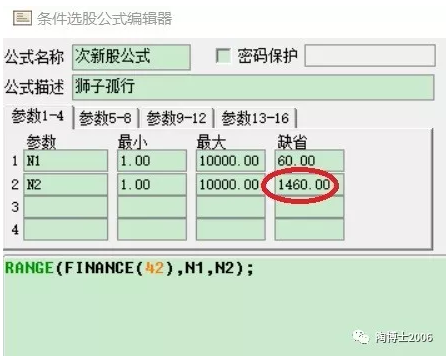 条件选股公式编辑器
公式名称 次新股公式 密码保护
公式描述 狮子孤行
参数1-4 参数5-8 参数9-12 参数13-16
参数 最小 最大 缺省
1 N1 1.00 10000.00 60.00
2 N2 1.00 10000.00 1460.00
3
4
RANGE(FINANCE(42),N1,N2);
淘博士2006